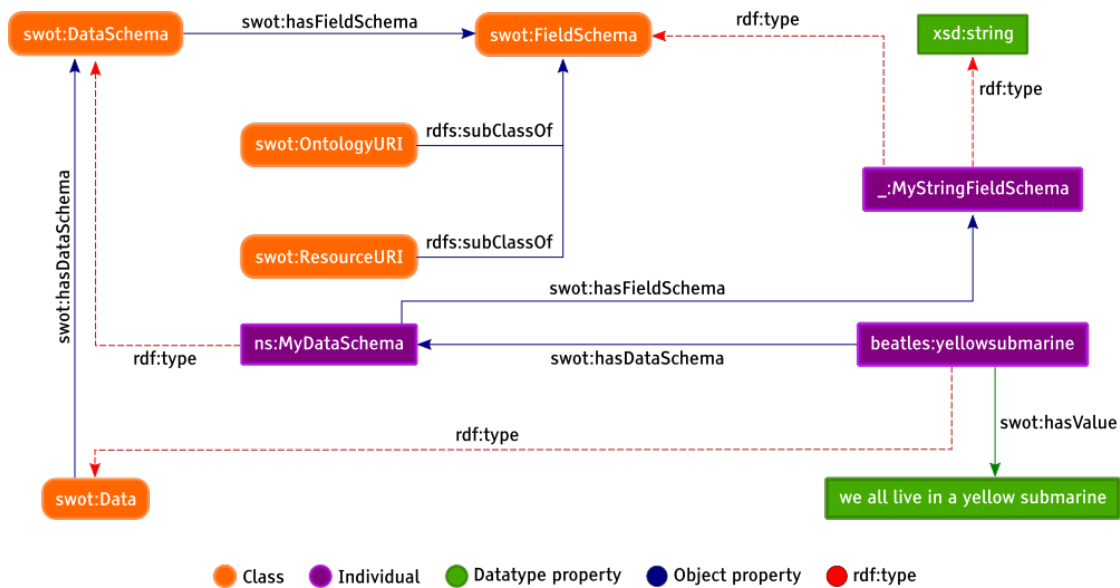 swot:DataSchema
swot:hasFieldSchema
swot:FieldSchema
rdf:type
xsd:string
rdf:type
swot:OntologyURI
rdfs:subClassOf
_:MyStringFieldSchema
swot:hasDataSchema
swot:ResourceURI
rdfs:subClassOf
swot:hasFieldSchema
rdf:type
ns:MyDataSchema
swot:hasDataSchema
beatles:yellowsubmarine
rdf:type
swot:hasValue
swot:Data
we all live in a yellow submarine
Class
Individual
Datatype property
Object property
rdf:type